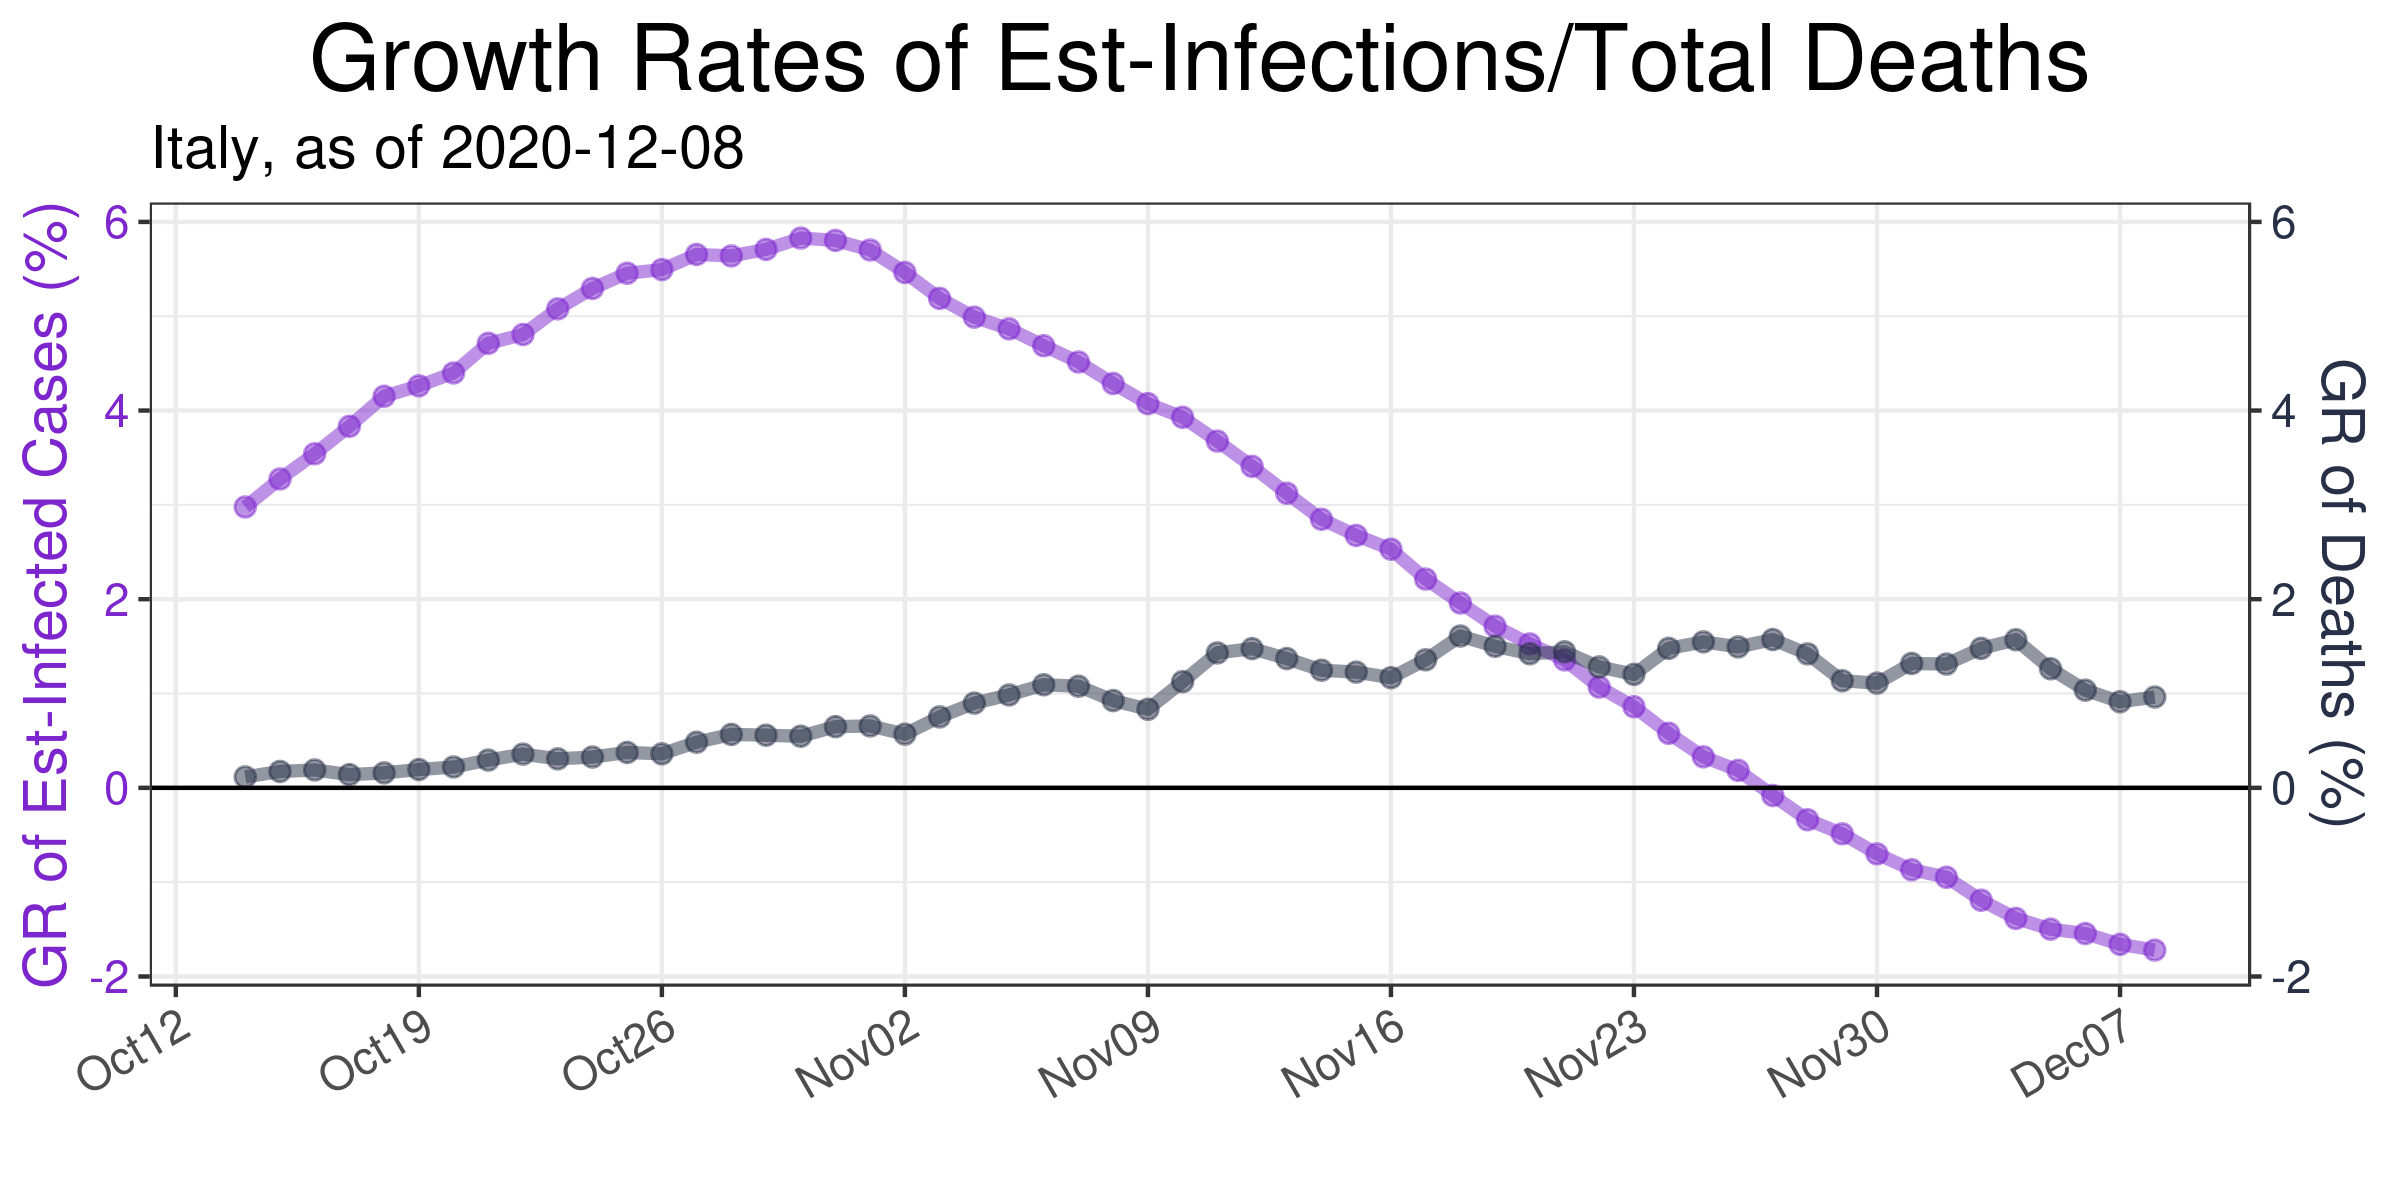 Growth Rates of Est-Infections/Total Deaths
Italy, as of 2020-12-08
GR of Est-Infected Cases (%)
6
4
2
0
-2
6
4
2
0
-2
GR of Deaths (%)
Oct12
Oct19
Oct26
Nov02
Nov09
Nov16
Nov23
Nov30
Dec07